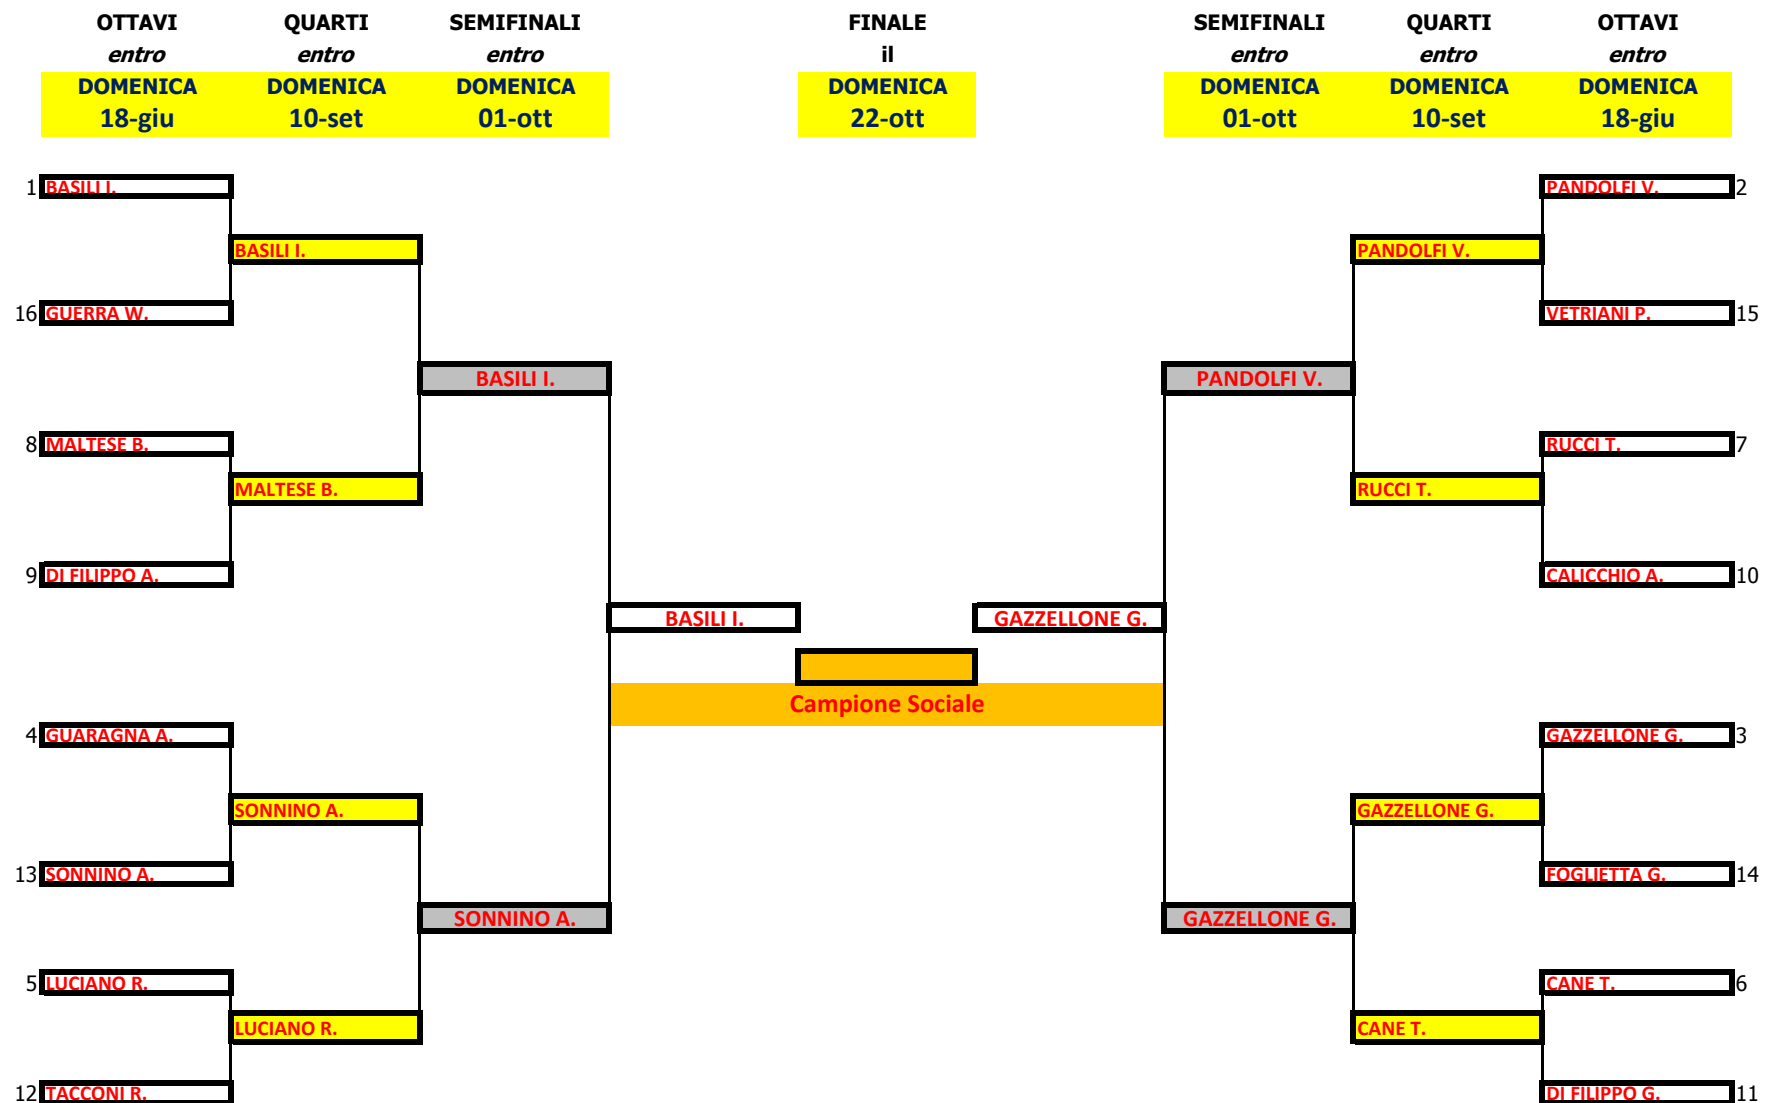 OTTAVI QUARTI SEMIFINALI FINALE SEMIFINALI QUARTI OTTAVI
entro entro entro il entro entro entro
DOMENICA DOMENICA DOMENICA DOMENICA DOMENICA DOMENICA DOMENICA
18-giu 10-set 01-ott 22-ott 01-ott 10-set 18-giu
1 BASILI I. PANDOLFI V. 2
BASILI I. PANDOLFI V.
16 GUERRA W. VETRIANI P. 15
BASILI I. PANDOLFI V.
8 MALTESE B. RUCCI T. 7
MALTESE B. RUCCI T.
9 DI FILIPPO A. CALICCHIO A. 10
BASILI I. GAZZELLONE G.
Campione Sociale
4 GUARAGNA A. GAZZELLONE G. 3
SONNINO A. GAZZELLONE G.
13 SONNINO A. FOGLIETTA G. 14
SONNINO A. GAZZELLONE G.
5 LUCIANO R. CANE T. 6
LUCIANO R. CANE T.
12 TACCONI R. DI FILIPPO G. 11